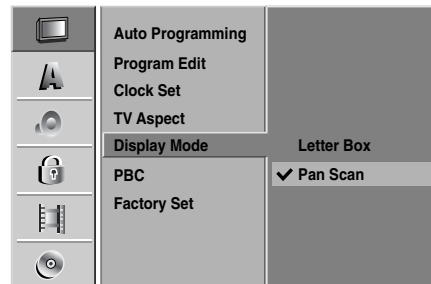 Auto Programming
Program Edit
Clock Set
TV Aspect
Display Mode
Letter Box
PBC
Pan Scan
Factory Set